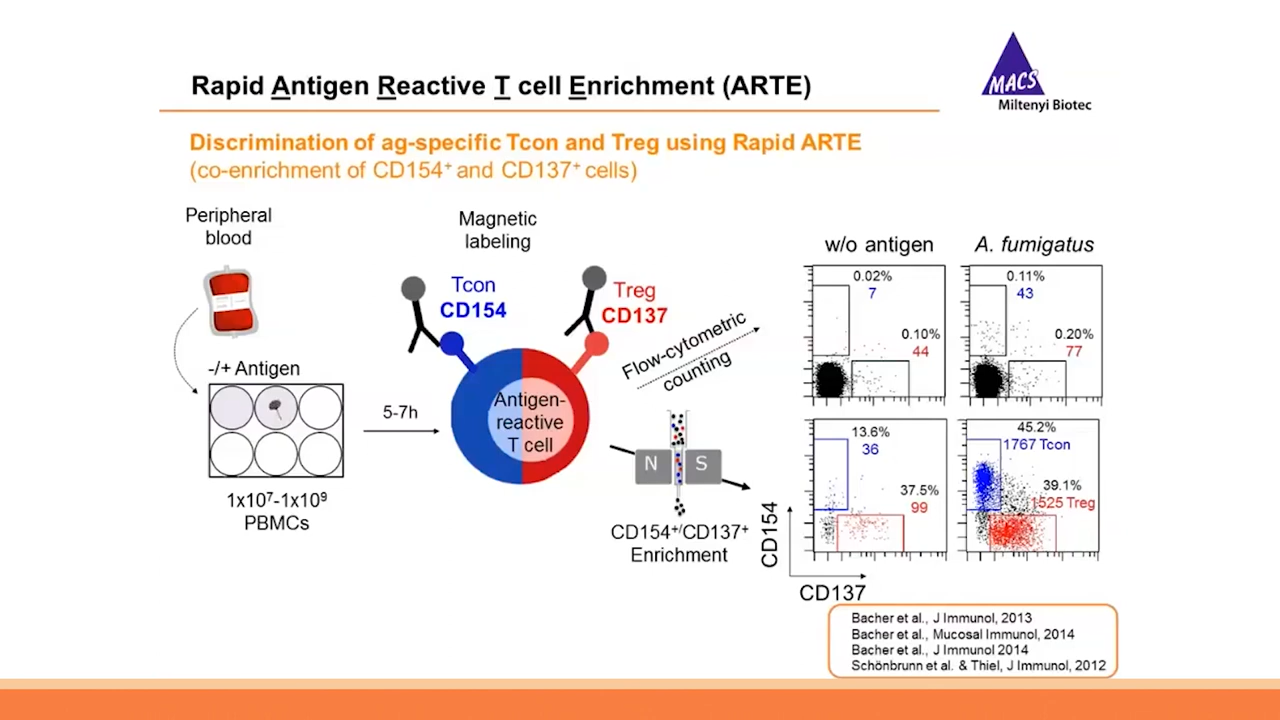 Rapid Antigen Reactive T cell Enrichment (ARTE)
MACS
Miltenyi Biotec
Discrimination of ag-specific Tcon and Treg using Rapid ARTE
(co-enrichment of CD154⁺ and CD137⁺ cells)
Peripheral
blood
-/+ Antigen
1x10⁷-1x10⁹
PBMCs
5-7h
Magnetic
labeling
Tcon
CD154
Treg
CD137
Antigen-
reactive
T cell
Flow-cytometric
counting
N S
CD154⁺/CD137⁺
Enrichment
w/o antigen
0.02%
7
0.10%
44
A. fumigatus
0.11%
43
0.20%
77
13.6%
36
37.5%
99
45.2%
1767 Tcon
39.1%
1525 Treg
CD154
CD137
Bacher et al., J Immunol, 2013
Bacher et al., Mucosal Immunol, 2014
Bacher et al., J Immunol 2014
Schönbrunn et al. & Thiel, J Immunol, 2012